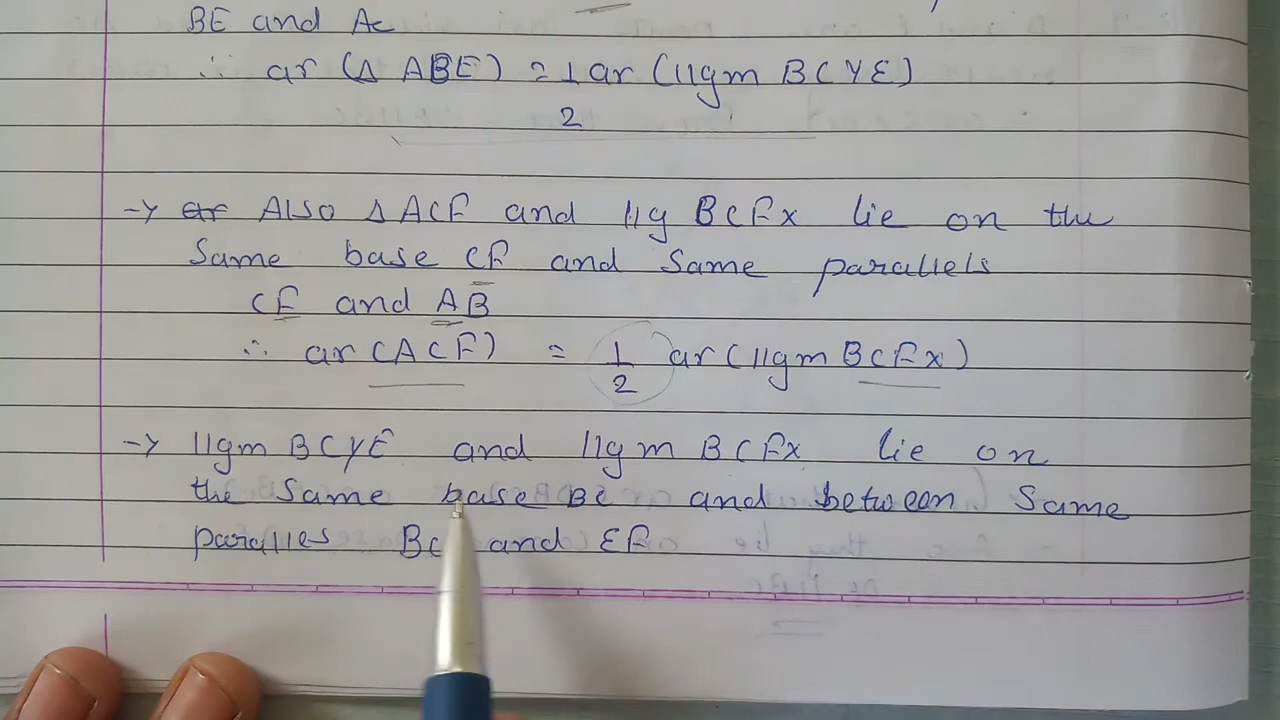 BE and AC
∴ ar (Δ ABE) = 1/2 ar (llgm BCYE)
→ Also Δ ACF and llg BCFX lie on the
Same base CF and Same parallels
CF and AB
∴ ar (ACF) = 1/2 ar (llgm BCFX)
→ llgm BCYE and llgm BCFX lie on
the Same base BC and between Same
paralles BC and EF